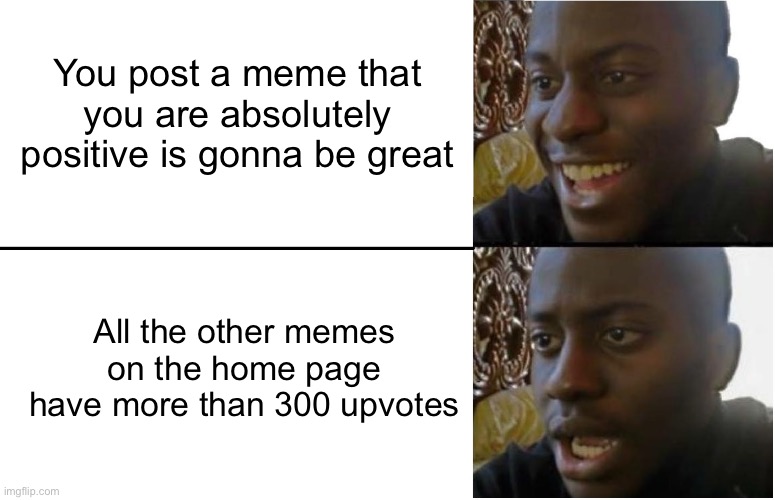 You post a meme that
you are absolutely
positive is gonna be great
All the other memes
on the home page
have more than 300 upvotes
imgflip.com